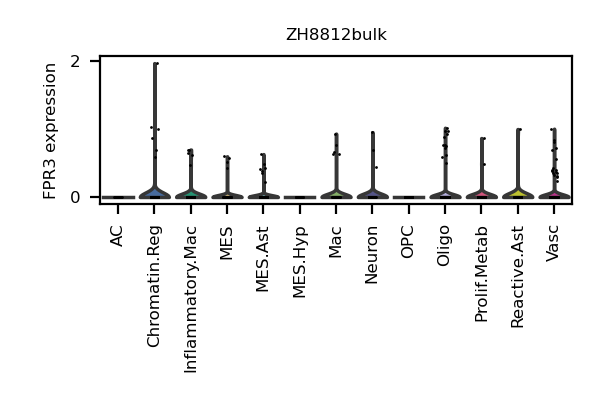 ZH8812bulk
FPR3 expression
2
0
AC
Chromatin.Reg
Inflammatory.Mac
MES
MES.Ast
MES.Hyp
Mac
Neuron
OPC
Oligo
Prolif.Metab
Reactive.Ast
Vasc